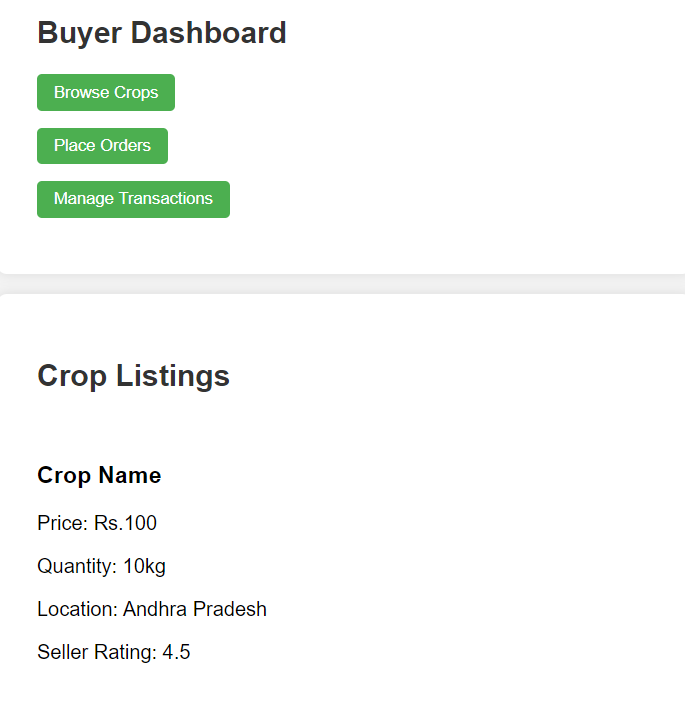 Buyer Dashboard
Browse Crops
Place Orders
Manage Transactions
Crop Listings
Crop Name
Price: Rs.100
Quantity: 10kg
Location: Andhra Pradesh
Seller Rating: 4.5